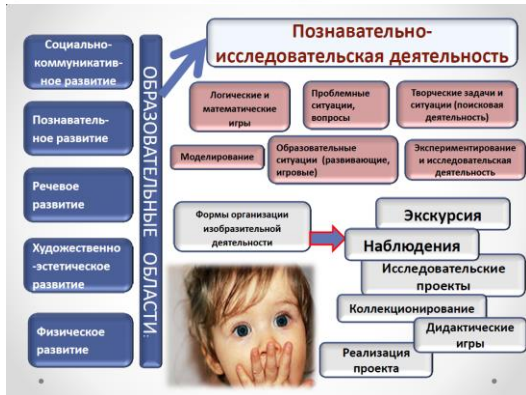 Социально-
коммуникатив-
ное развитие
Познаватель-
ное развитие
Речевое
развитие
Художественно
-эстетическое
развитие
Физическое
развитие
ОБРАЗОВАТЕЛЬНЫЕ ОБЛАСТИ:
Познавательно-
исследовательская деятельность
Логические и
математические
игры
Проблемные
ситуации,
вопросы
Творческие задачи и
ситуации (поисковая
деятельность)
Моделирование
Образовательные
ситуации (развивающие,
игровые)
Экспериментирование
и исследовательская
деятельность
Формы организации
изобразительной
деятельности
Экскурсия
Наблюдения
Исследовательские
проекты
Коллекционирование
Дидактические
игры
Реализация
проекта